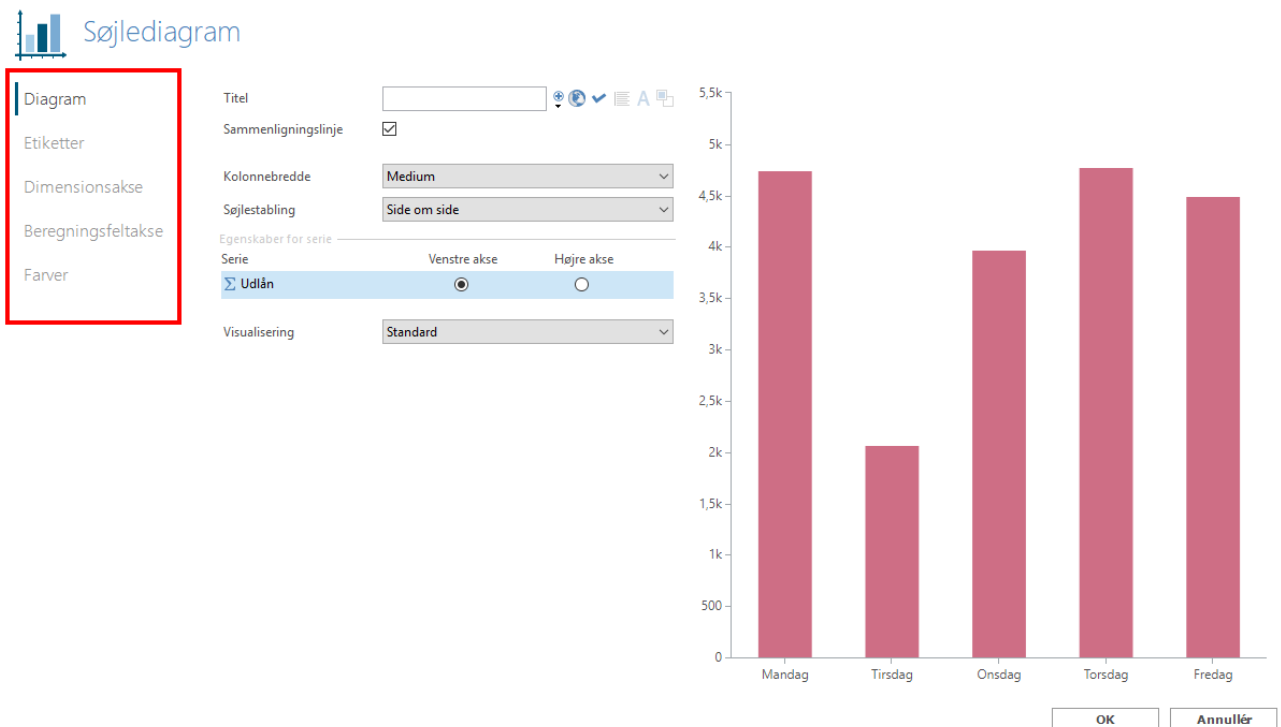 Søjlediagram
Diagram
Etiketter
Dimensionsakse
Beregningsfeltakse
Farver
Titel
Sammenligningslinje
Kolonnebredde Medium
Søjlestabling Side om side
Egenskaber for serie
Serie Venstre akse Højre akse
Σ Udlån
Visualisering Standard
5,5k
5k
4,5k
4k
3,5k
3k
2,5k
2k
1,5k
1k
500
0
Mandag Tirsdag Onsdag Torsdag Fredag
OK Annullér